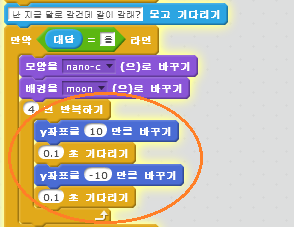 난 지금 달로 갈건데 같이 갈래? 묻고 기다리기
만약 대답 = 응 라면
모양을 nano-c (으)로 바꾸기
배경을 moon (으)로 바꾸기
4 번 반복하기
y좌표를 10 만큼 바꾸기
0.1 초 기다리기
y좌표를 -10 만큼 바꾸기
0.1 초 기다리기